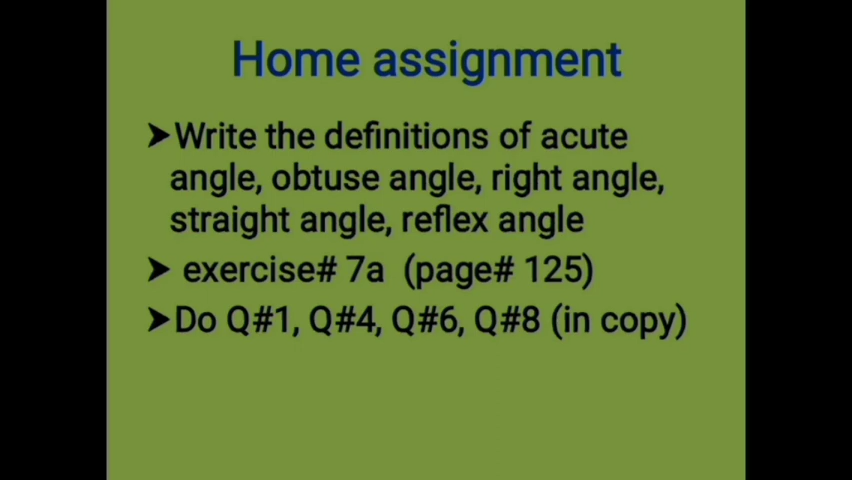 Home assignment
➤Write the definitions of acute
angle, obtuse angle, right angle,
straight angle, reflex angle
➤ exercise# 7a (page# 125)
➤Do Q#1, Q#4, Q#6, Q#8 (in copy)